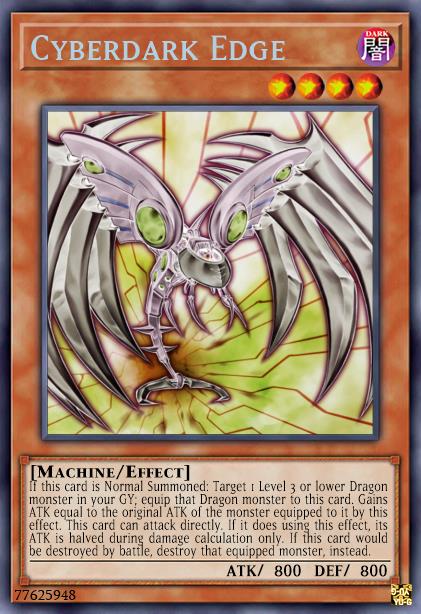 CYBERDARK EDGE
DARK
闇
[MACHINE/EFFECT]
If this card is Normal Summoned: Target 1 Level 3 or lower Dragon
monster in your GY; equip that Dragon monster to this card. Gains
ATK equal to the original ATK of the monster equipped to it by this
effect. This card can attack directly. If it does using this effect, its
ATK is halved during damage calculation only. If this card would
be destroyed by battle, destroy that equipped monster, instead.
ATK/ 800 DEF/ 800
77625948